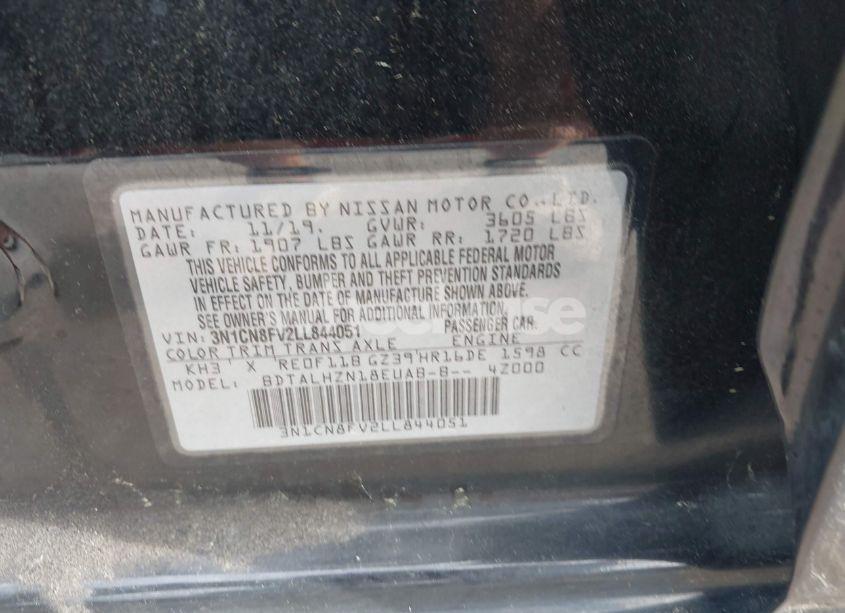 MANUFACTURED BY NISSAN MOTOR CO., LTD.
DATE: 11/19. GVWR: 3605 LBS
GAWR FR: 1907 LBS GAWR RR: 1720 LBS
THIS VEHICLE CONFORMS TO ALL APPLICABLE FEDERAL MOTOR
VEHICLE SAFETY, BUMPER AND THEFT PREVENTION STANDARDS
IN EFFECT ON THE DATE OF MANUFACTURE SHOWN ABOVE.
SEE OWNER'S MANUAL FOR ADDITIONAL INFORMATION.
VIN: 3N1CN8FV2LL844051 PASSENGER CAR.
COLOR TRIM TRANS AXLE ENGINE
KH3 X RE0F11B GZ39 HR16DE 1598 CC
MODEL: BDTALHZN18EUAB-B-- 4Z000
3N1CN8FV2LL844051